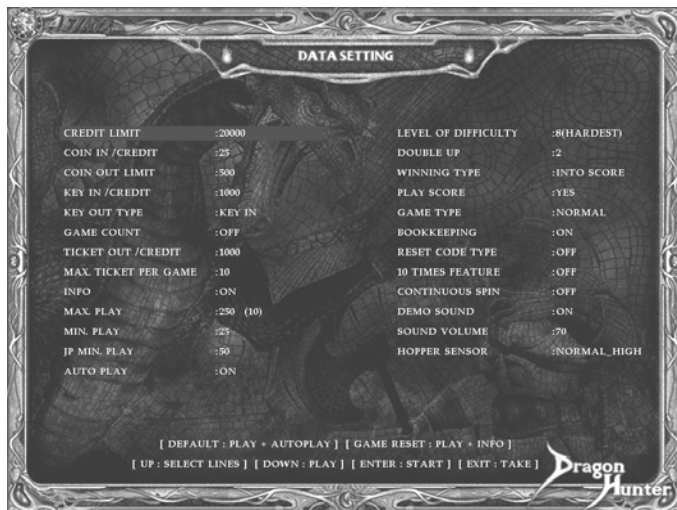 DATA SETTING
CREDIT LIMIT :20000
COIN IN /CREDIT :25
COIN OUT LIMIT :500
KEY IN /CREDIT :1000
KEY OUT TYPE :KEY IN
GAME COUNT :OFF
TICKET OUT /CREDIT :1000
MAX. TICKET PER GAME :10
INFO :ON
MAX. PLAY :250 (10)
MIN. PLAY :25
JP MIN. PLAY :50
AUTO PLAY :ON
LEVEL OF DIFFICULTY :8(HARDEST)
DOUBLE UP :2
WINNING TYPE :INTO SCORE
PLAY SCORE :YES
GAME TYPE :NORMAL
BOOKKEEPING :ON
RESET CODE TYPE :OFF
10 TIMES FEATURE :OFF
CONTINUOUS SPIN :OFF
DEMO SOUND :ON
SOUND VOLUME :70
HOPPER SENSOR :NORMAL_HIGH
[ DEFAULT : PLAY + AUTOPLAY ] [ GAME RESET : PLAY + INFO ]
[ UP : SELECT LINES ] [ DOWN : PLAY ] [ ENTER : START ] [ EXIT : TAKE ]
Dragon
Hunter